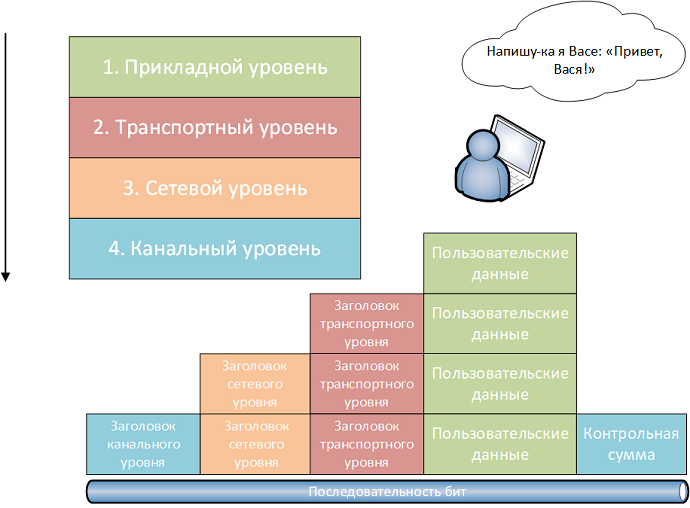 Напишу-ка я Васе: «Привет,
Вася!»
1. Прикладной уровень
2. Транспортный уровень
3. Сетевой уровень
4. Канальный уровень
Пользовательские
данные
Заголовок
транспортного
уровня
Пользовательские
данные
Заголовок
сетевого
уровня
Заголовок
транспортного
уровня
Пользовательские
данные
Заголовок
канального
уровня
Заголовок
сетевого
уровня
Заголовок
транспортного
уровня
Пользовательские
данные
Контрольная
сумма
Последовательность бит